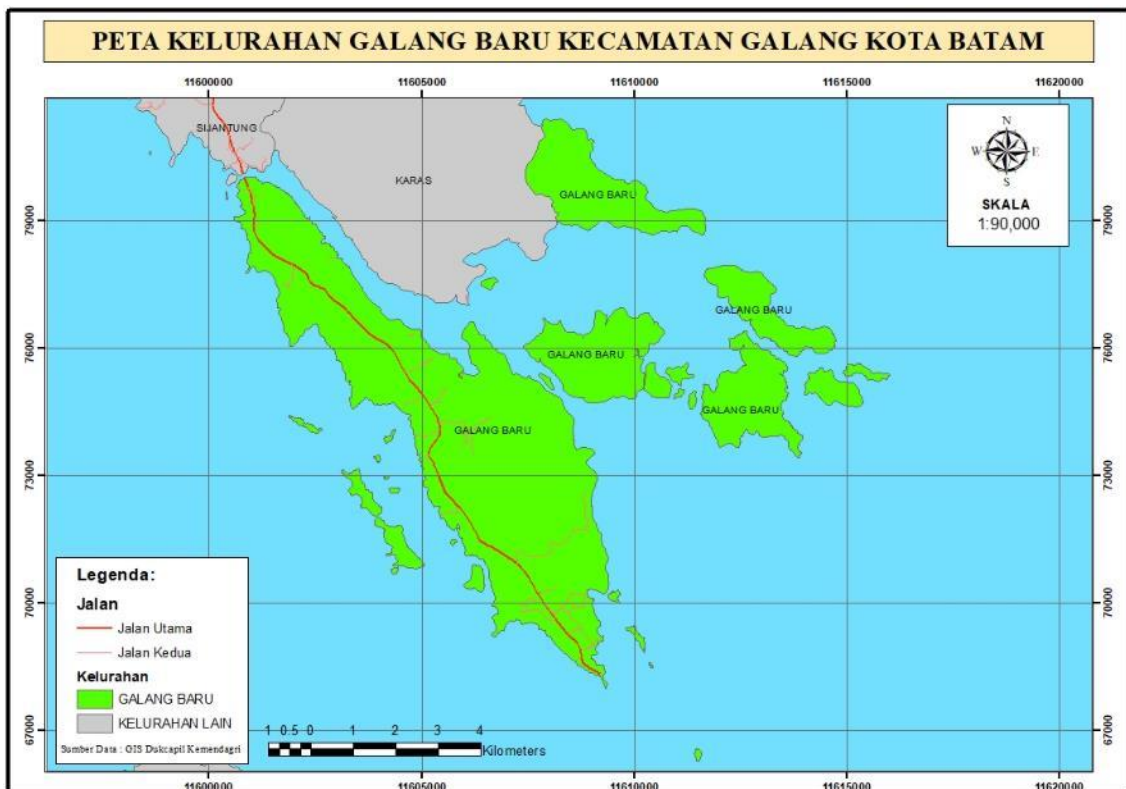 PETA KELURAHAN GALANG BARU KECAMATAN GALANG KOTA BATAM
11600000 11605000 11610000 11615000 11620000
SIJANTUNG
KARAS
GALANG BARU
N
W E
S
SKALA
1:90,000
79000 79000
GALANG BARU
76000 76000
GALANG BARU
GALANG BARU
GALANG BARU
73000 73000
70000 70000
Legenda:
Jalan
Jalan Utama
Jalan Kedua
Kelurahan
GALANG BARU
KELURAHAN LAIN
Sumber Data : GIS Dukcapil Kemendagri
67000 67000
1 0.5 0 1 2 3 4
Kilometers
11600000 11605000 11610000 11615000 11620000